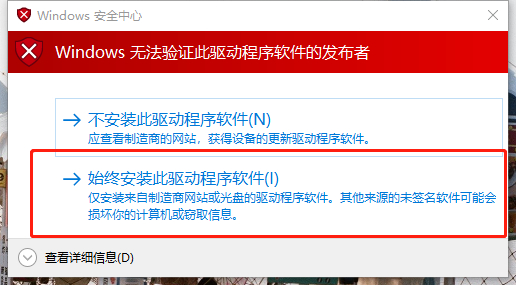 Windows 安全中心
Windows 无法验证此驱动程序软件的发布者
不安装此驱动程序软件(N)
应查看制造商的网站，获得设备的更新驱动程序软件。
始终安装此驱动程序软件(I)
仅安装来自制造商网站或光盘的驱动程序软件。其他来源的未签名软件可能会
损坏你的计算机或窃取信息。
查看详细信息(D)